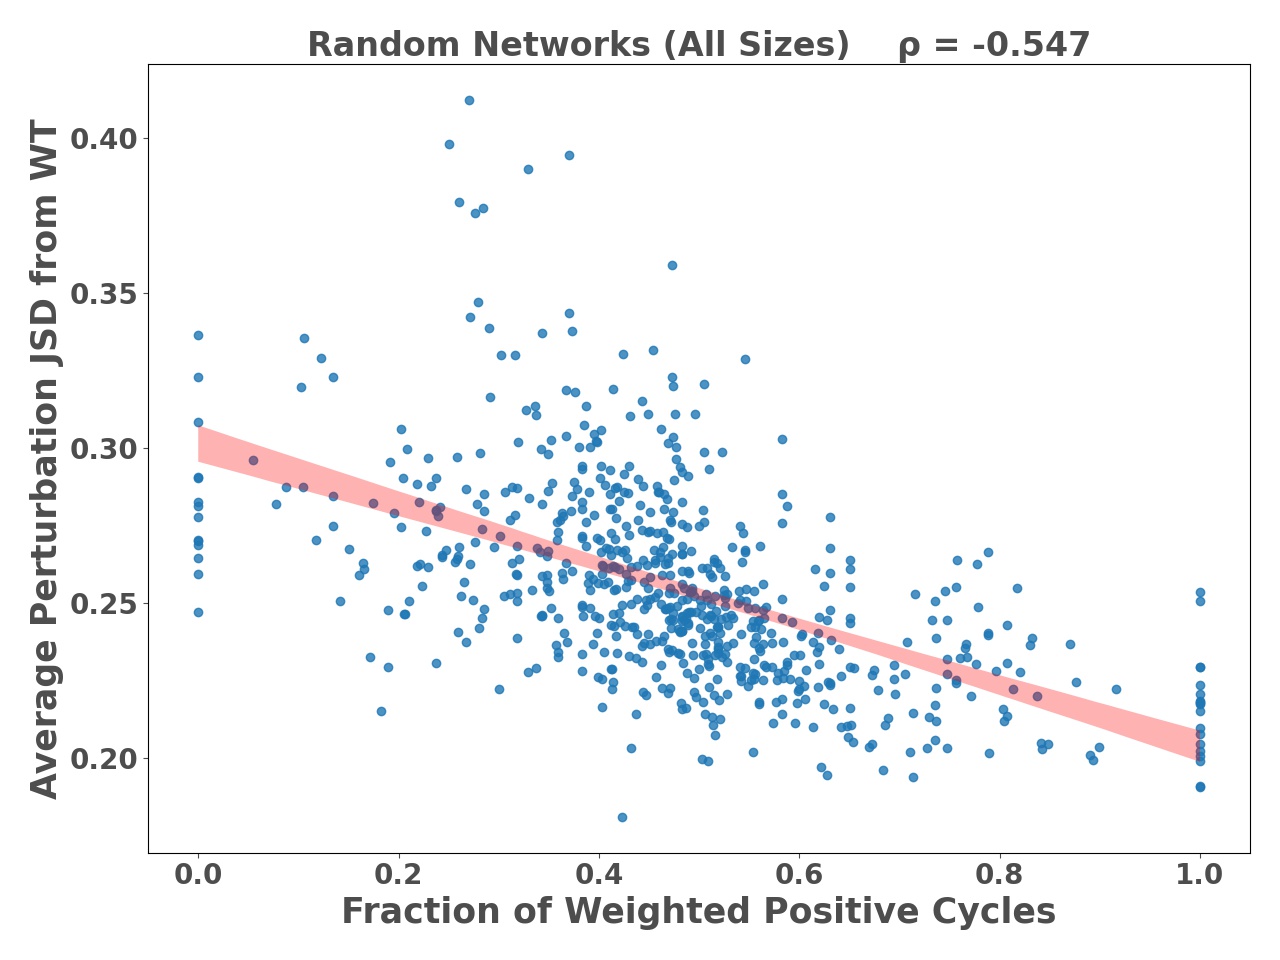 Random Networks (All Sizes) ρ = -0.547
Average Perturbation JSD from WT
0.40
0.35
0.30
0.25
0.20
0.0 0.2 0.4 0.6 0.8 1.0
Fraction of Weighted Positive Cycles